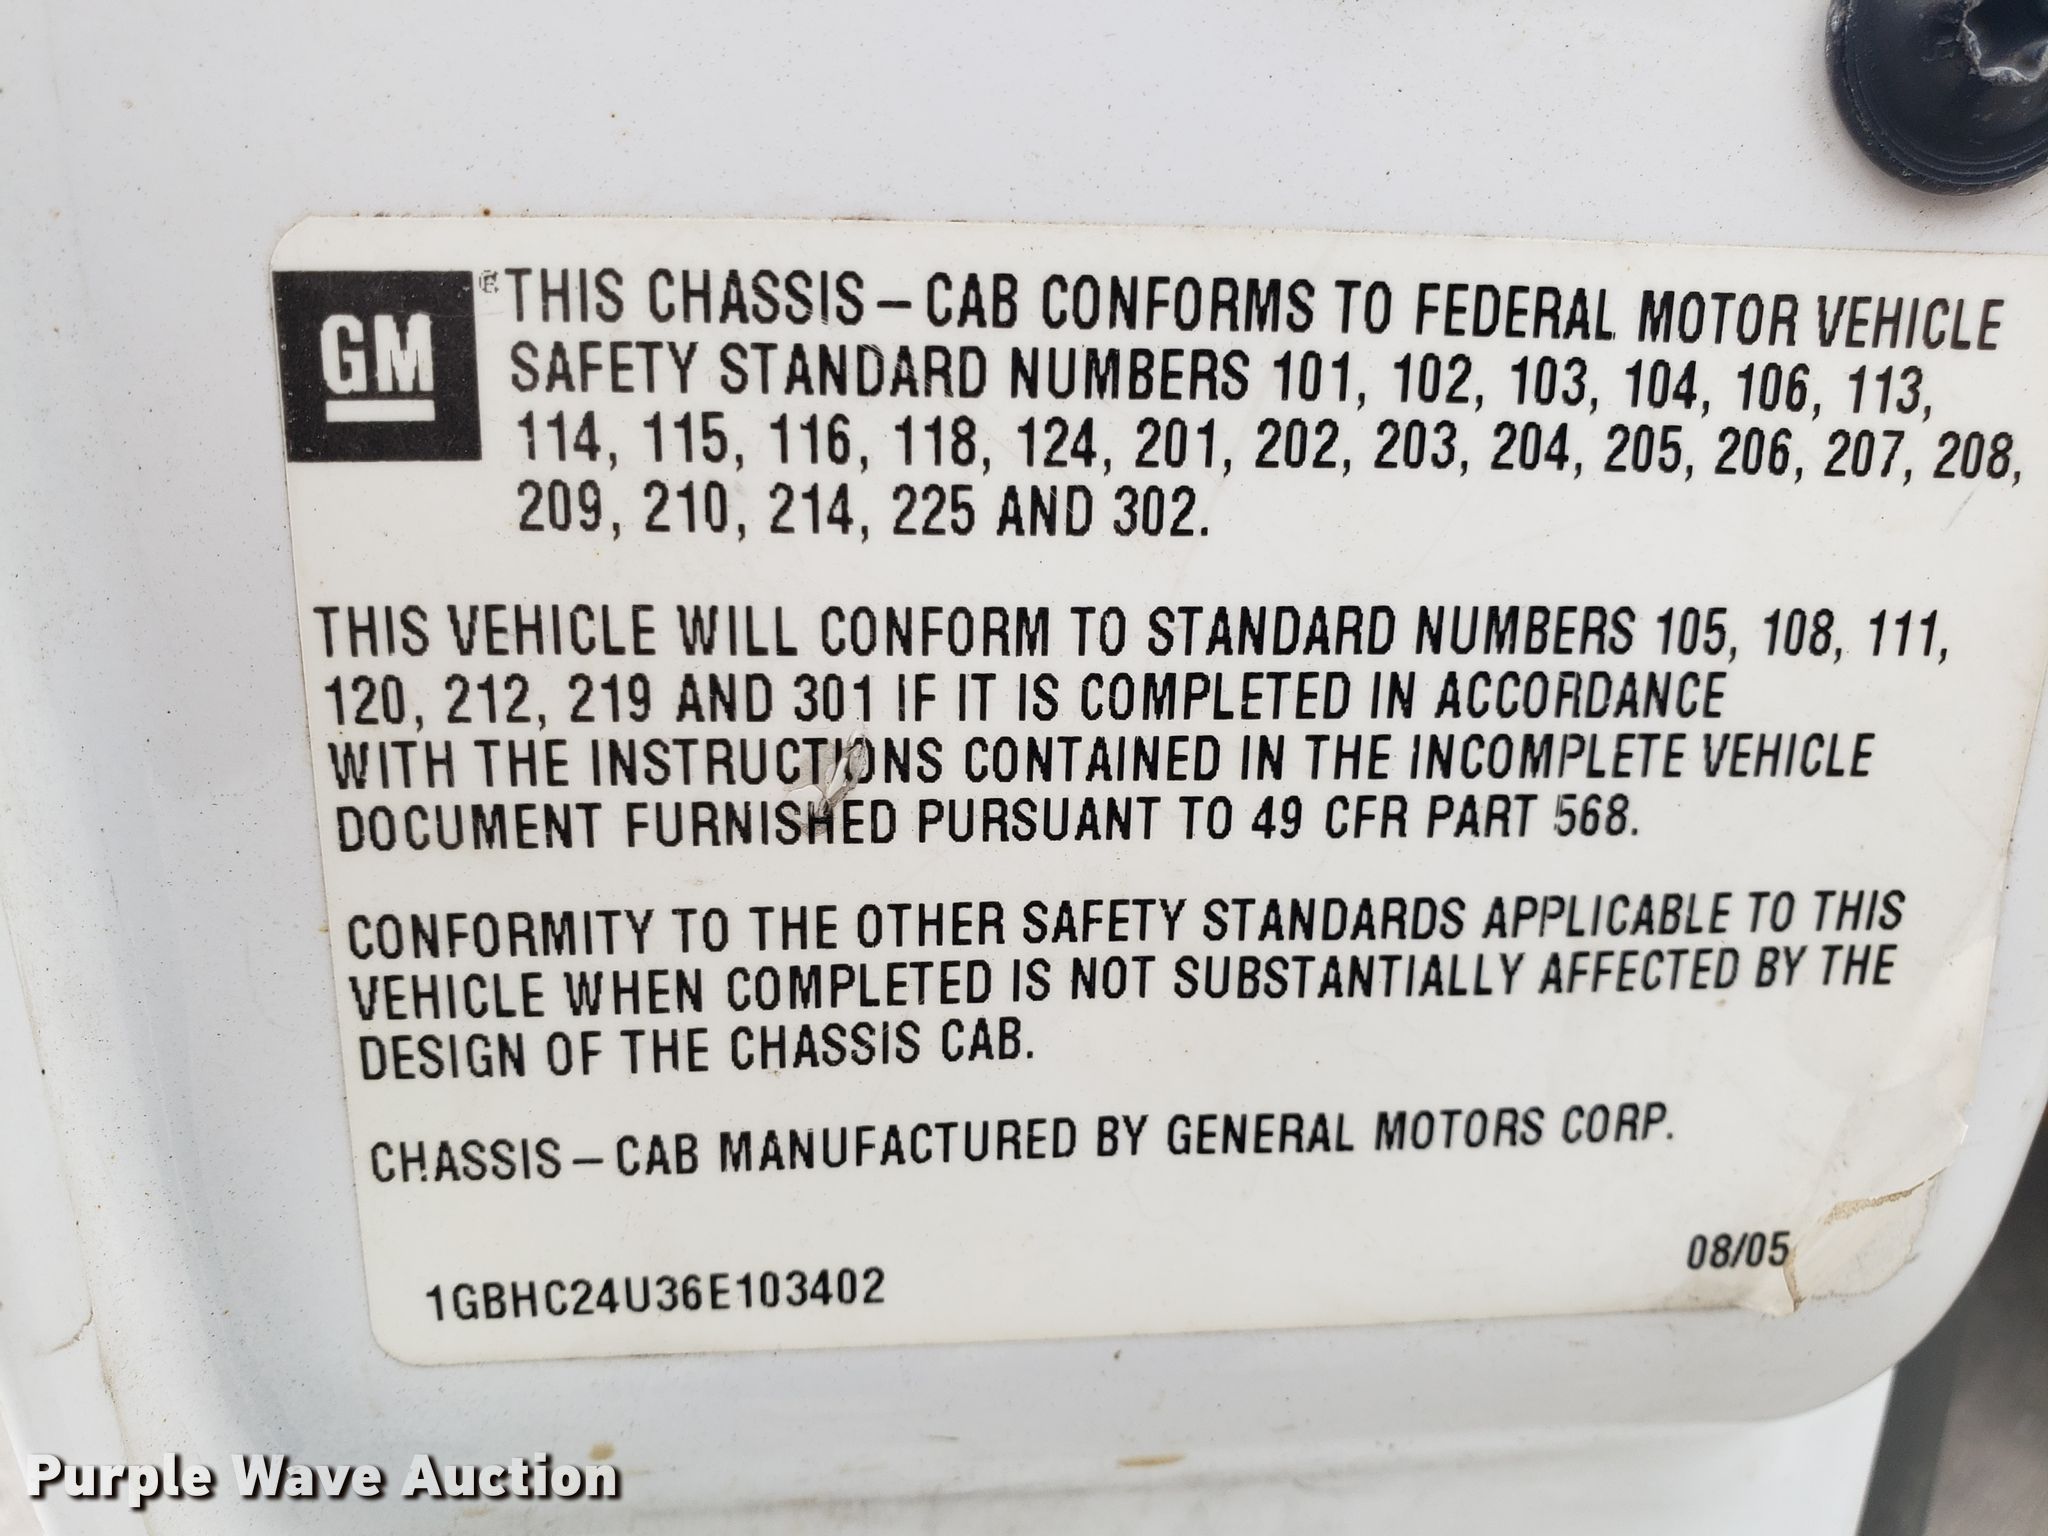 GM
® THIS CHASSIS – CAB CONFORMS TO FEDERAL MOTOR VEHICLE
SAFETY STANDARD NUMBERS 101, 102, 103, 104, 106, 113,
114, 115, 116, 118, 124, 201, 202, 203, 204, 205, 206, 207, 208,
209, 210, 214, 225 AND 302.
THIS VEHICLE WILL CONFORM TO STANDARD NUMBERS 105, 108, 111,
120, 212, 219 AND 301 IF IT IS COMPLETED IN ACCORDANCE
WITH THE INSTRUCTIONS CONTAINED IN THE INCOMPLETE VEHICLE
DOCUMENT FURNISHED PURSUANT TO 49 CFR PART 568.
CONFORMITY TO THE OTHER SAFETY STANDARDS APPLICABLE TO THIS
VEHICLE WHEN COMPLETED IS NOT SUBSTANTIALLY AFFECTED BY THE
DESIGN OF THE CHASSIS CAB.
CHASSIS – CAB MANUFACTURED BY GENERAL MOTORS CORP.
08/05
1GBHC24U36E103402
Purple Wave Auction